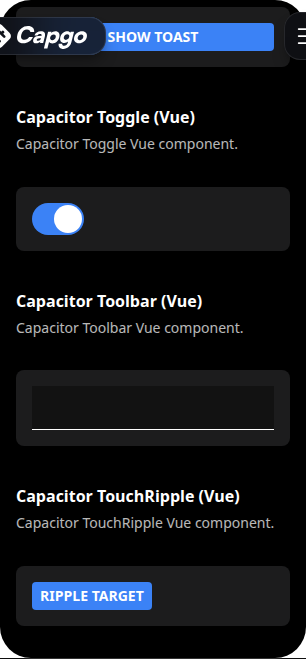 Capgo
SHOW TOAST
Capacitor Toggle (Vue)
Capacitor Toggle Vue component.
Capacitor Toolbar (Vue)
Capacitor Toolbar Vue component.
Capacitor TouchRipple (Vue)
Capacitor TouchRipple Vue component.
RIPPLE TARGET